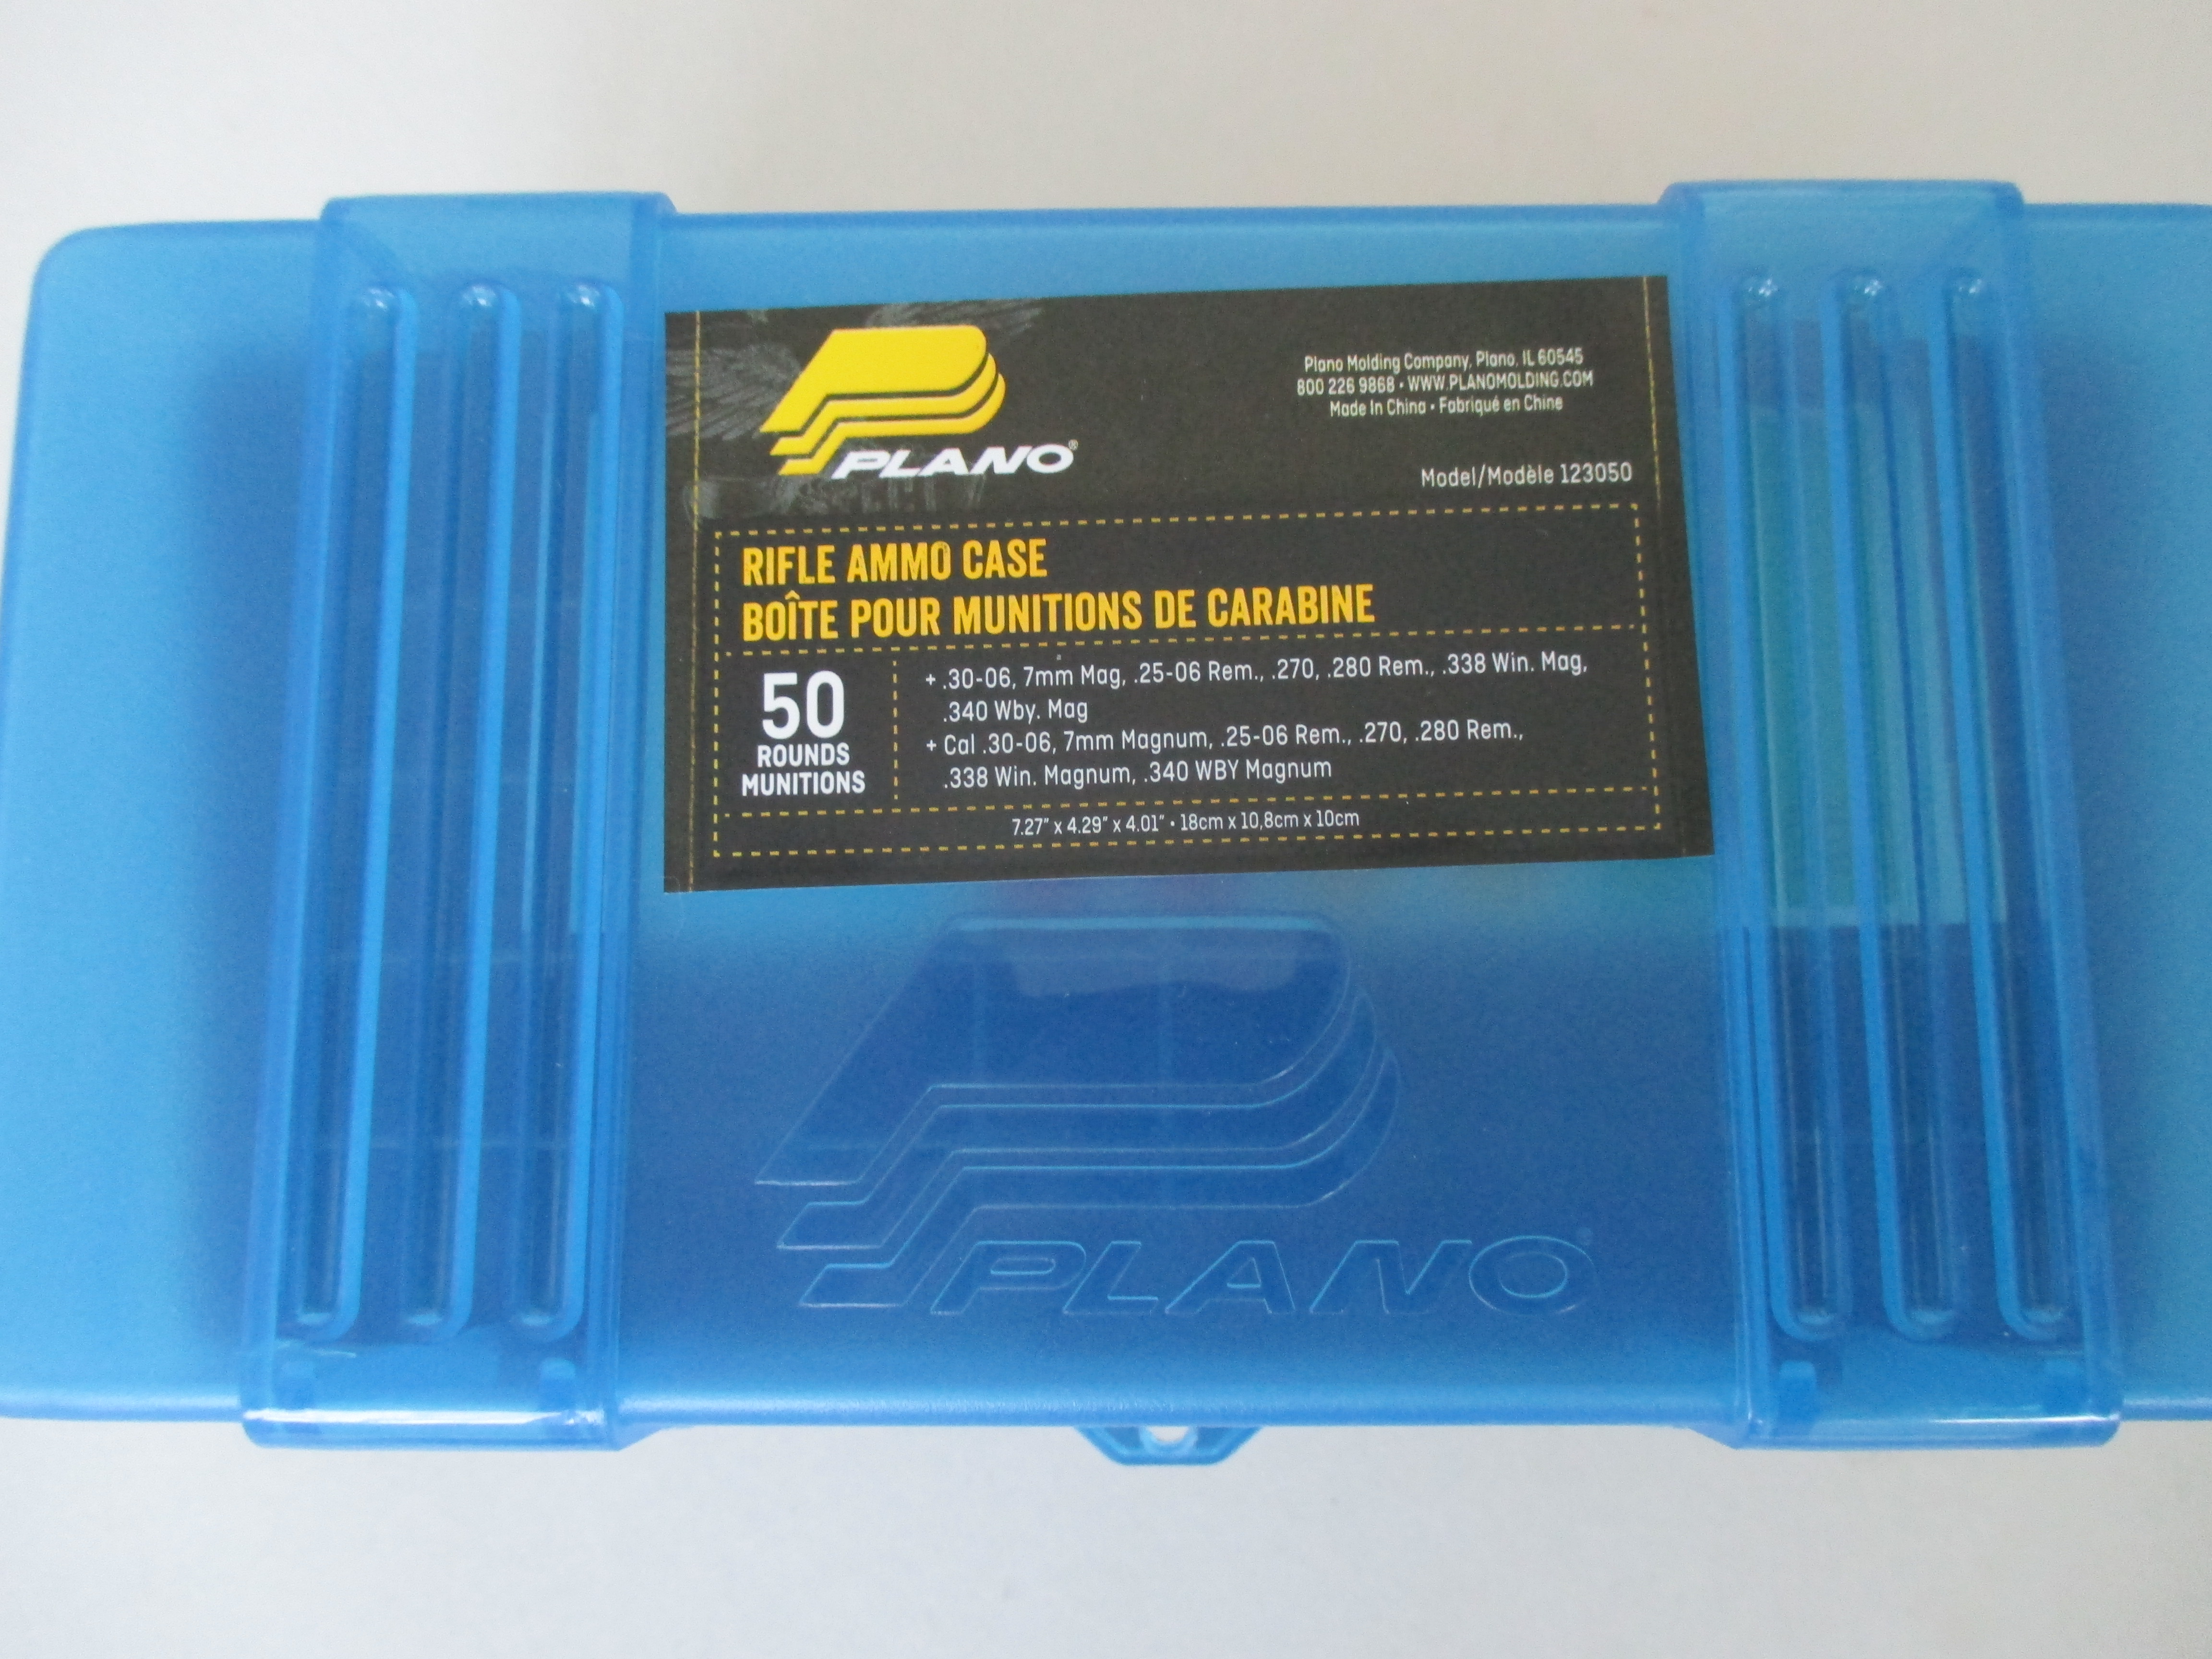 PLANO®
Plano Molding Company, Plano, IL 60545
800 226 9868 • WWW.PLANOMOLDING.COM
Made In China • Fabriqué en Chine
Model/Modèle 123050
RIFLE AMMO CASE
BOÎTE POUR MUNITIONS DE CARABINE
50
ROUNDS
MUNITIONS
+ .30-06, 7mm Mag, .25-06 Rem., .270, .280 Rem., .338 Win. Mag,
.340 Wby. Mag
+ Cal .30-06, 7mm Magnum, .25-06 Rem., .270, .280 Rem.,
.338 Win. Magnum, .340 WBY Magnum
7.27" x 4.29" x 4.01" • 18cm x 10,8cm x 10cm
PLANO®